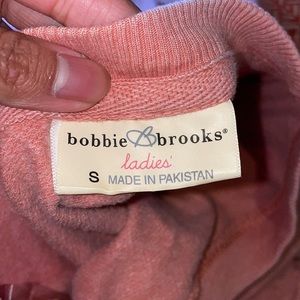 bobbie B brooks®
ladies'
S MADE IN PAKISTAN